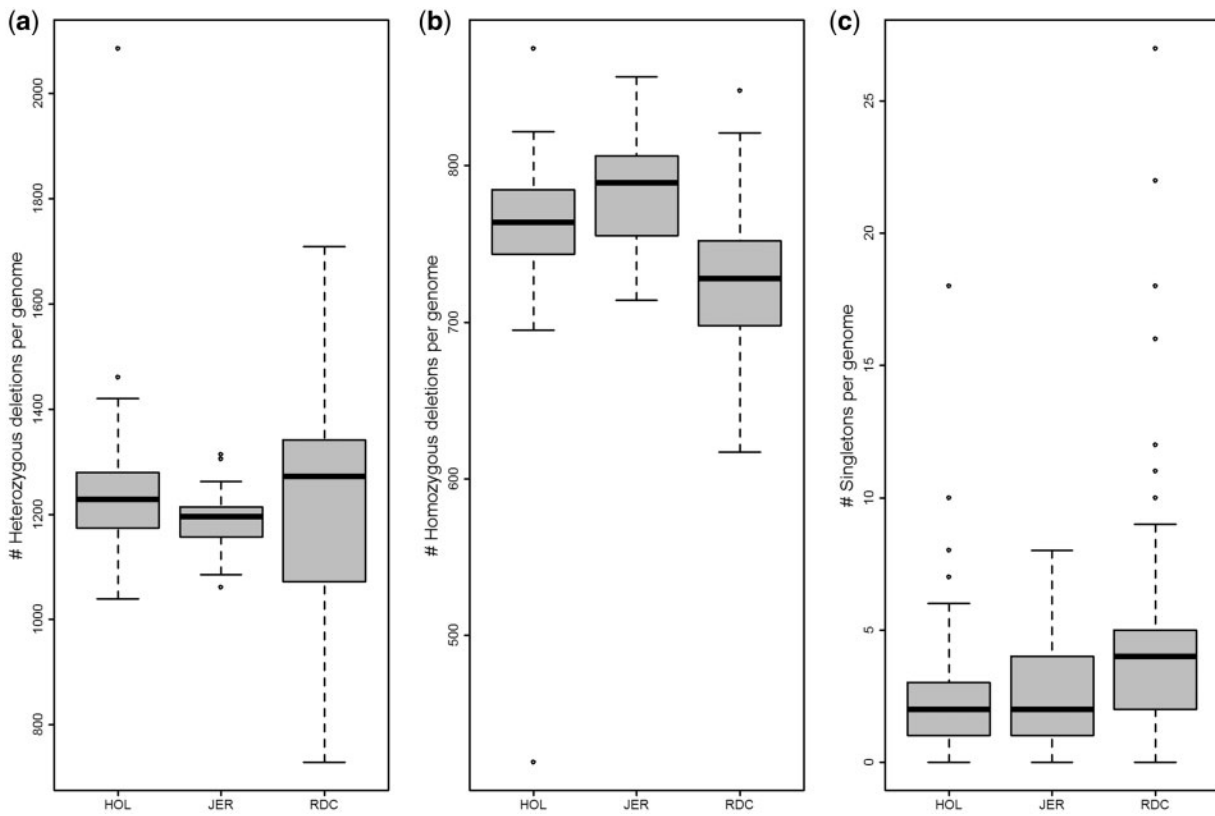 (a)
# Heterozygous deletions per genome
2000
1800
1600
1400
1200
1000
800
HOL JER RDC
(b)
# Homozygous deletions per genome
800
700
600
500
HOL JER RDC
(c)
# Singletons per genome
25
20
15
10
5
0
HOL JER RDC